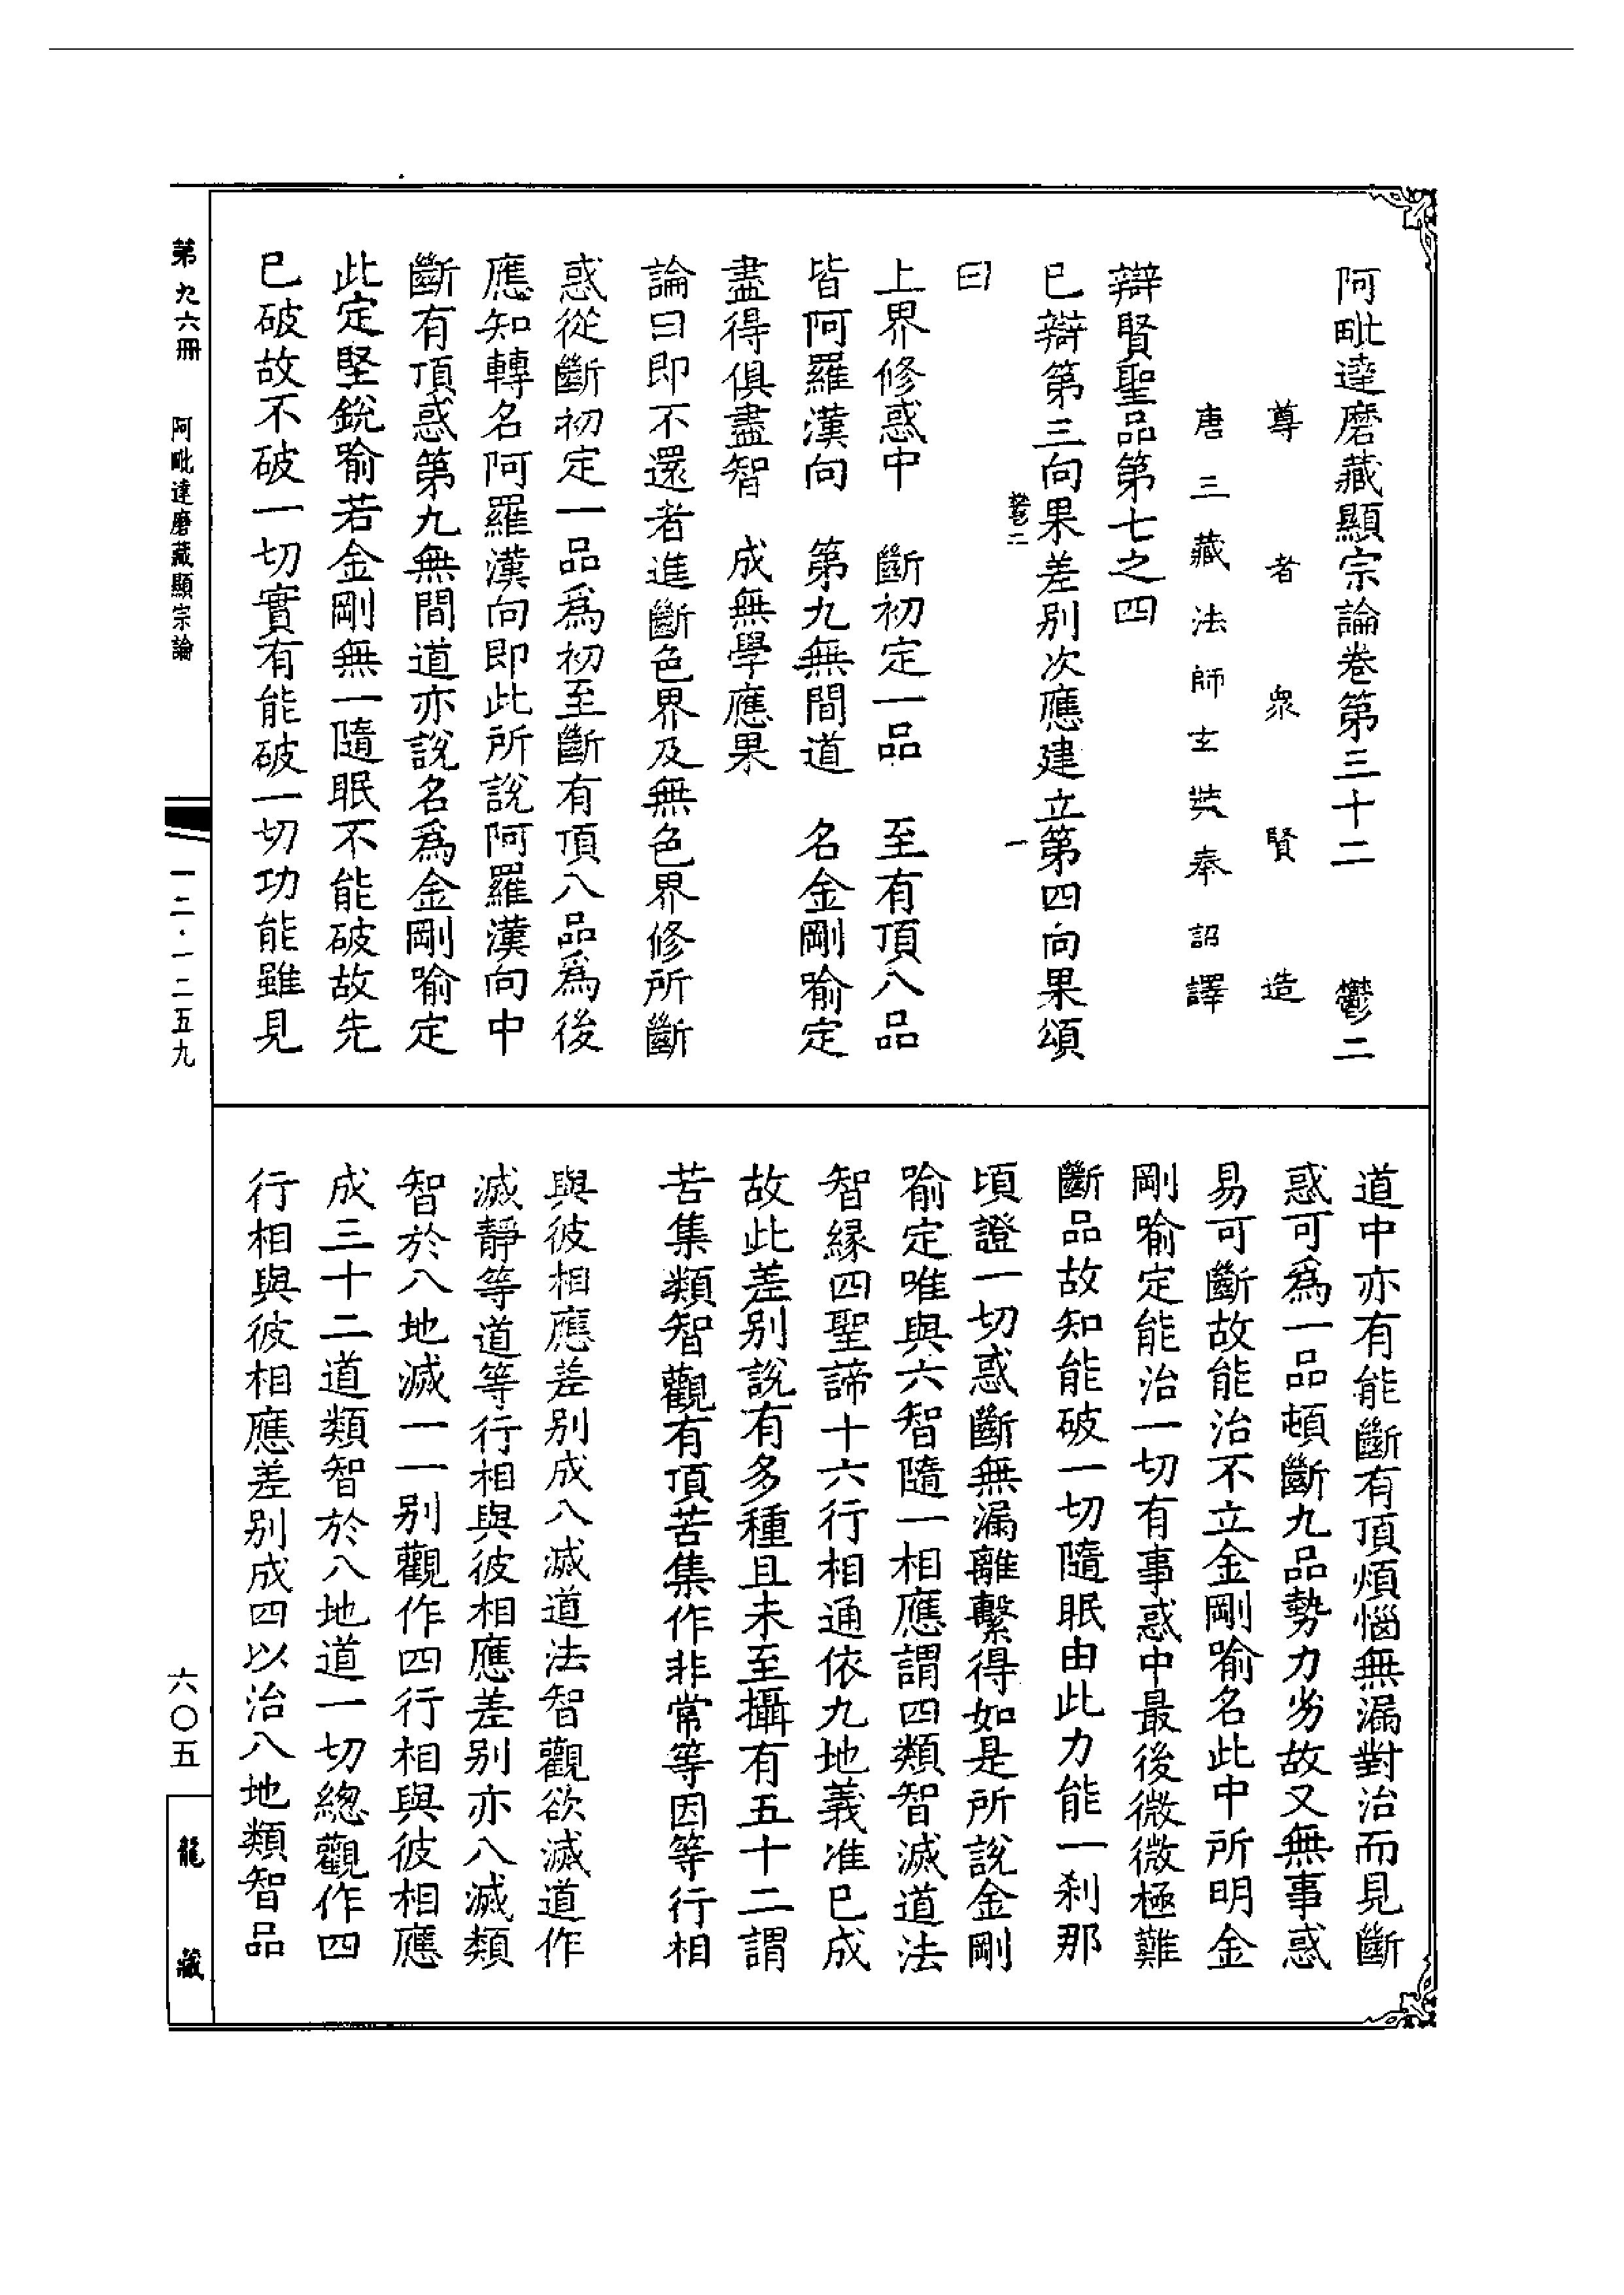 阿毗達磨藏顯宗論卷第三十二　鬱二
尊者衆賢造
唐三藏法師玄奘奉詔譯
辯賢聖品第七之四
已辯第三向果差別次應建立第四向果頌
鬱二　一
曰
上界修惑中　斷初定一品　至有頂八品
皆阿羅漢向　第九無間道　名金剛喻定
盡得俱盡智　成無學應果
論曰即不還者進斷色界及無色界修所斷
惑從斷初定一品爲初至斷有頂八品爲後
應知轉名阿羅漢向即此所說阿羅漢向中
斷有頂惑第九無間道亦說名爲金剛喻定
此定堅銳喻若金剛無一隨眠不能破故先
已破故不破一切實有能破一切功能雖見
道中亦有能斷有頂煩惱無漏對治而見斷
惑可爲一品頓斷九品勢力劣故又無事惑
易可斷故能治不立金剛喻名此中所明金
剛喻定能治一切有事惑中最後微微極難
斷品故知能破一切隨眠由此力能一刹那
頃證一切惑斷無漏離繫得如是所說金剛
喻定唯與六智隨一相應謂四類智滅道法
智緣四聖諦十六行相通依九地義准已成
故此差別說有多種且未至攝有五十二謂
苦集類智觀有頂苦集作非常等因等行相
與彼相應差別成八滅道法智觀欲滅道作
滅靜等道等行相與彼相應差別亦八滅類
智於八地滅一一別觀作四行相與彼相應
成三十二道類智於八地道一切總觀作四
行相與彼相應差別成四以治八地類智品
第九六冊　阿毗達磨藏顯宗論　一二·一二五九　六〇五　龍藏